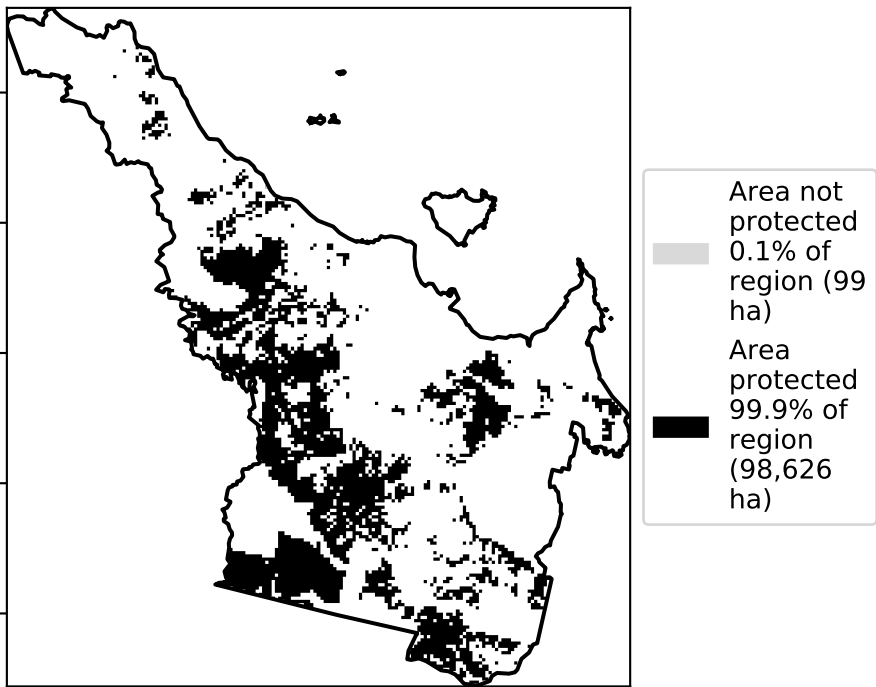 Area not
protected
0.1% of
region (99
ha)
Area
protected
99.9% of
region
(98,626
ha)